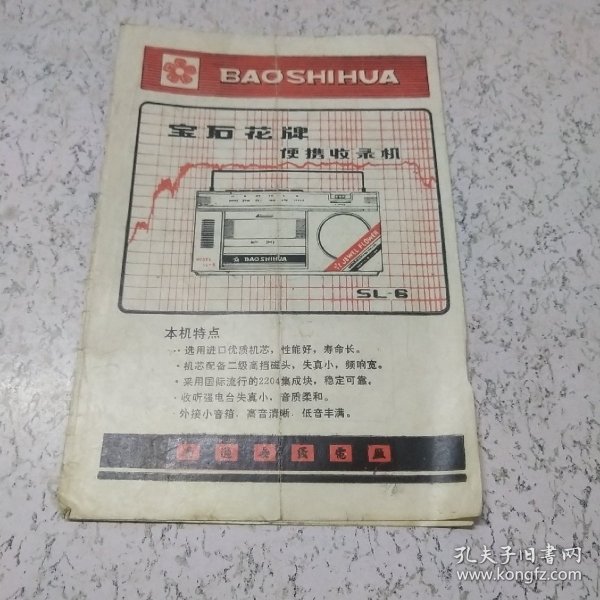 BAOSHIHUA
宝石花牌
便携收录机
BAOSHIHUA
JEWEL FLOWER
SL-6
本机特点
·选用进口优质机芯，性能好，寿命长。
·机芯配备二级高挡磁头，失真小，频响宽。
·采用国际流行的2204集成块，稳定可靠。
·收听强电台失真小，音质柔和。
·外接小音箱，高音清晰，低音丰满。
電廠
孔夫子旧书网
www.kongfz.com